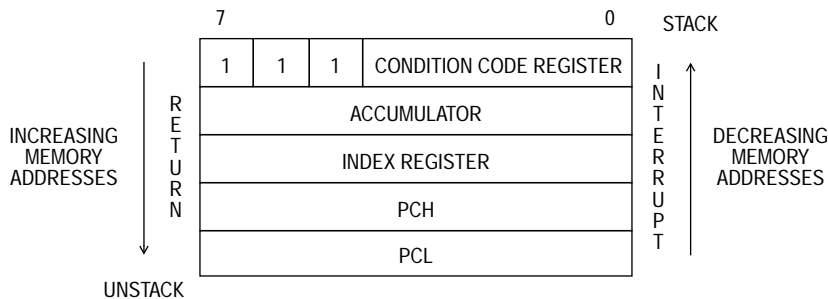 7 0 STACK
1 1 1 CONDITION CODE REGISTER
ACCUMULATOR
INDEX REGISTER
PCH
PCL
INCREASING
MEMORY
ADDRESSES
RETURN
INTERRUPT
DECREASING
MEMORY
ADDRESSES
UNSTACK